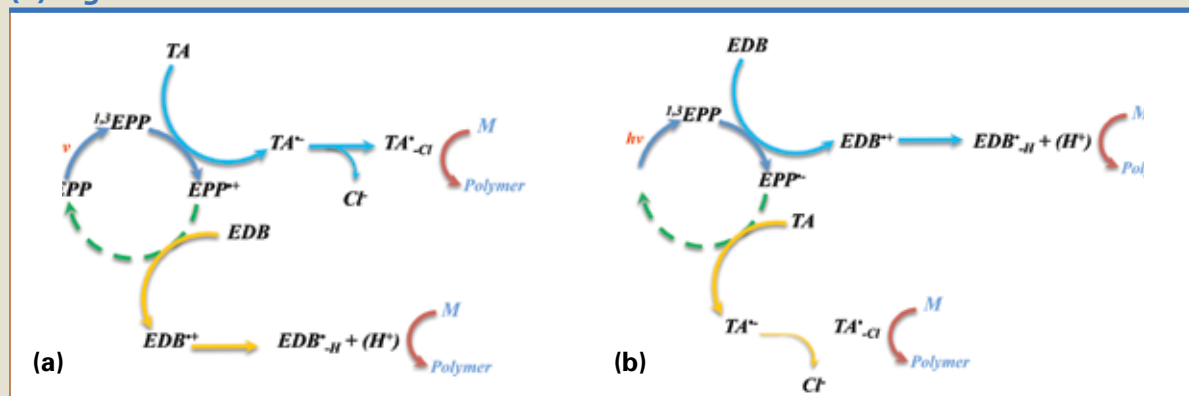 TA
1,3EPP
ν
EPP
EPP•+
TA•-
TA•-Cl
M
Cl-
Polymer
EDB
EDB•+
EDB•-H + (H+)
M
Polymer
(a)
EDB
1,3EPP
hν
EDB•+
EDB•-H + (H+)
M
EPP•-
TA
TA•-
TA•-Cl
M
Polymer
Cl-
(b)